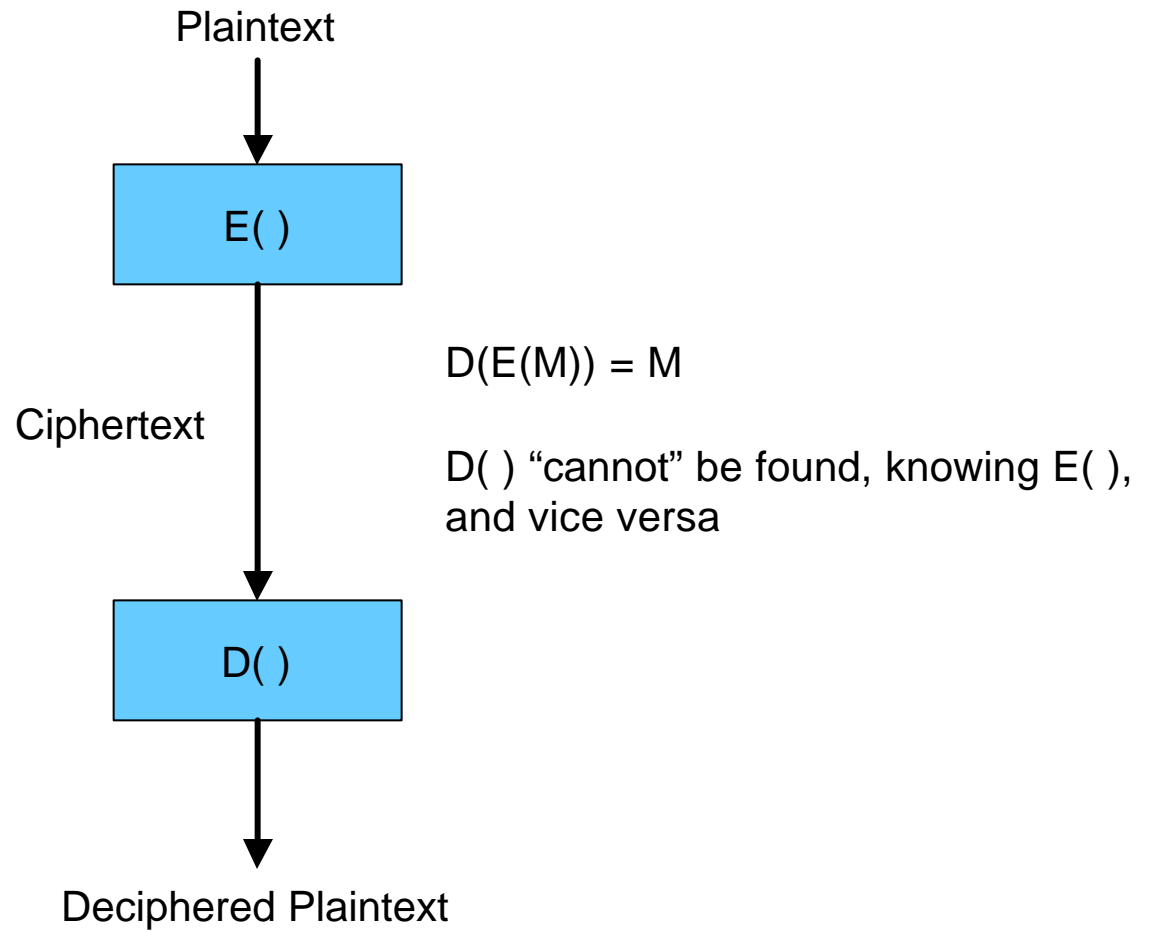 Plaintext
E( )
D(E(M)) = M
Ciphertext
D( ) “cannot” be found, knowing E( ),
and vice versa
D( )
Deciphered Plaintext